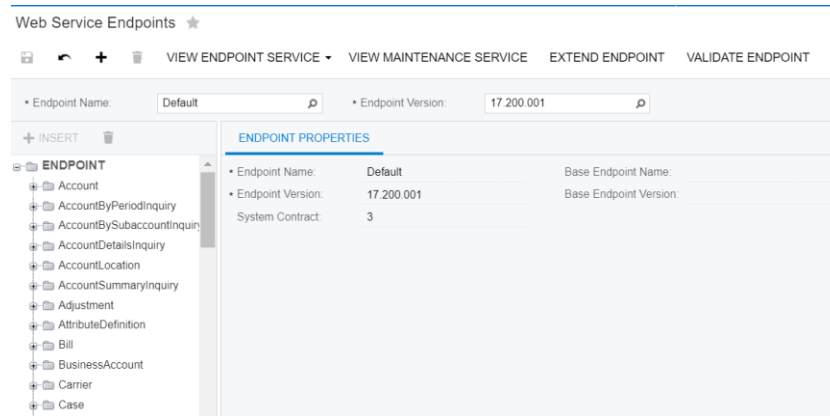 Web Service Endpoints
VIEW ENDPOINT SERVICE VIEW MAINTENANCE SERVICE EXTEND ENDPOINT VALIDATE ENDPOINT
* Endpoint Name: Default * Endpoint Version: 17.200.001
+ INSERT
ENDPOINT PROPERTIES
ENDPOINT
Account
AccountByPeriodInquiry
AccountBySubaccountInquiry
AccountDetailsInquiry
AccountLocation
AccountSummaryInquiry
Adjustment
AttributeDefinition
Bill
BusinessAccount
Carrier
Case
* Endpoint Name: Default Base Endpoint Name:
* Endpoint Version: 17.200.001 Base Endpoint Version:
System Contract: 3